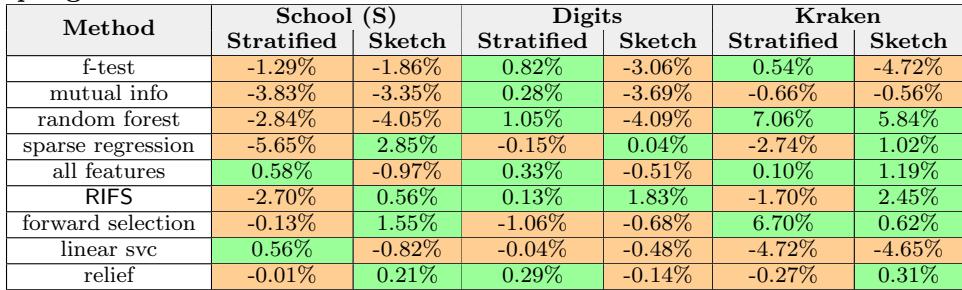 Method School (S) Digits Kraken
Stratified Sketch Stratified Sketch Stratified Sketch
f-test -1.29% -1.86% 0.82% -3.06% 0.54% -4.72%
mutual info -3.83% -3.35% 0.28% -3.69% -0.66% -0.56%
random forest -2.84% -4.05% 1.05% -4.09% 7.06% 5.84%
sparse regression -5.65% 2.85% -0.15% 0.04% -2.74% 1.02%
all features 0.58% -0.97% 0.33% -0.51% 0.10% 1.19%
RIFS -2.70% 0.56% 0.13% 1.83% -1.70% 2.45%
forward selection -0.13% 1.55% -1.06% -0.68% 6.70% 0.62%
linear svc 0.56% -0.82% -0.04% -0.48% -4.72% -4.65%
relief -0.01% 0.21% 0.29% -0.14% -0.27% 0.31%